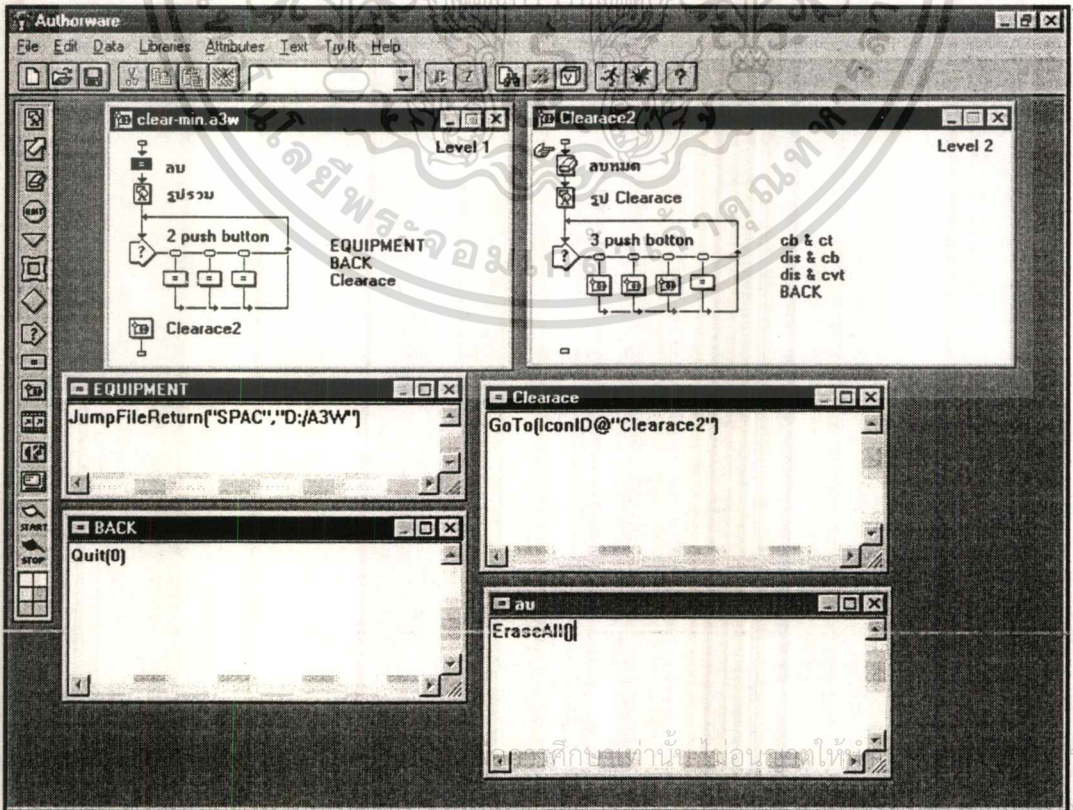 Authorware
File Edit Data Libraries Attributes Text Try It Help
clear-min.a3w
Level 1
ลบ
รูปรวม
2 push button
EQUIPMENT
BACK
Clearace
Clearace2
Clearace2
Level 2
ลบหมด
รูป Clearace
3 push botton
cb & ct
dis & cb
dis & cvt
BACK
EQUIPMENT
JumpFileReturn("SPAC","D:/A3W")
Clearace
GoTo(IconID@"Clearace2")
BACK
Quit(0)
ลบ
EraseAll()
START
STOP